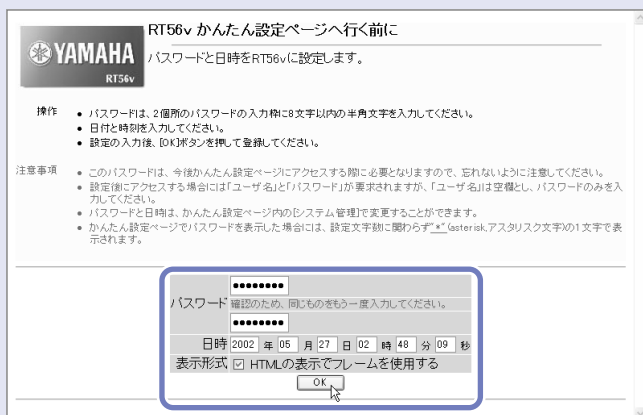 RT56v かんたん設定ページへ行く前に
YAMAHA
RT56v
パスワードと日時をRT56vに設定します。
操作
• パスワードは、2個所のパスワードの入力枠に8文字以内の半角文字を入力してください。
• 日付と時刻を入力してください。
• 設定の入力後、[OK]ボタンを押して登録してください。
注意事項
• このパスワードは、今後かんたん設定ページにアクセスする際に必要となりますので、忘れないように注意してください。
• 設定後にアクセスする場合には「ユーザ名」と「パスワード」が要求されますが、「ユーザ名」は空欄とし、パスワードのみを入
力してください。
• パスワードと日時は、かんたん設定ページ内の[システム管理]で変更することができます。
• かんたん設定ページでパスワードを表示した場合には、設定文字数に関わらず"*"(asterisk,アスタリスク文字)の1文字で表
示されます。
●●●●●●●●
パスワード 確認のため、同じものをもう一度入力してください。
●●●●●●●●
日時 2002 年 05 月 27 日 02 時 48 分 09 秒
表示形式 ☑ HTMLの表示でフレームを使用する
OK